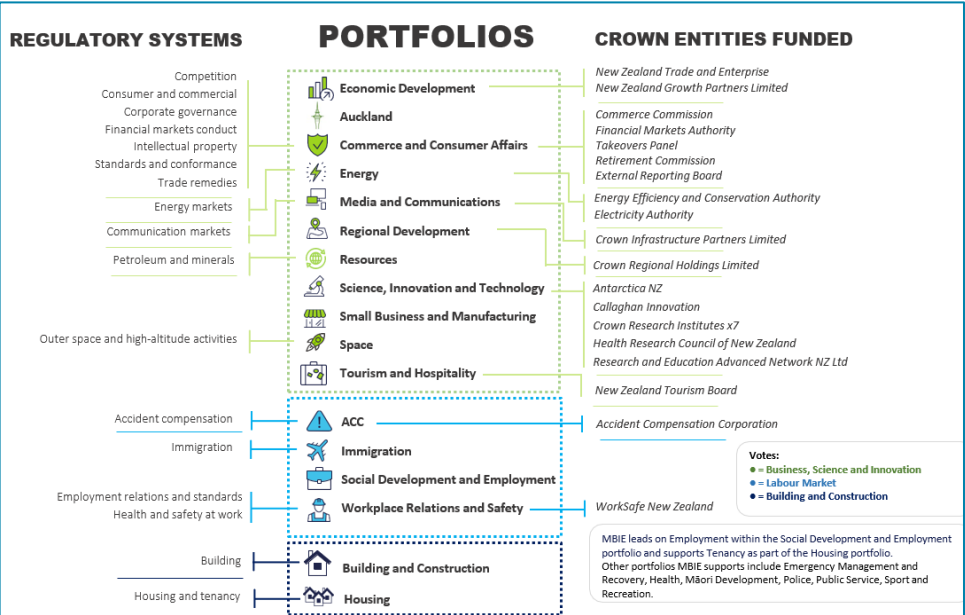 REGULATORY SYSTEMS
Competition
Consumer and commercial
Corporate governance
Financial markets conduct
Intellectual property
Standards and conformance
Trade remedies
Energy markets
Communication markets
Petroleum and minerals
Outer space and high-altitude activities
Accident compensation
Immigration
Employment relations and standards
Health and safety at work
Building
Housing and tenancy
PORTFOLIOS
Economic Development
Auckland
Commerce and Consumer Affairs
Energy
Media and Communications
Regional Development
Resources
Science, Innovation and Technology
Small Business and Manufacturing
Space
Tourism and Hospitality
ACC
Immigration
Social Development and Employment
Workplace Relations and Safety
Building and Construction
Housing
CROWN ENTITIES FUNDED
New Zealand Trade and Enterprise
New Zealand Growth Partners Limited
Commerce Commission
Financial Markets Authority
Takeovers Panel
Retirement Commission
External Reporting Board
Energy Efficiency and Conservation Authority
Electricity Authority
Crown Infrastructure Partners Limited
Crown Regional Holdings Limited
Antarctica NZ
Callaghan Innovation
Crown Research Institutes x7
Health Research Council of New Zealand
Research and Education Advanced Network NZ Ltd
New Zealand Tourism Board
Accident Compensation Corporation
WorkSafe New Zealand
Votes:
● = Business, Science and Innovation
● = Labour Market
● = Building and Construction
MBIE leads on Employment within the Social Development and Employment
portfolio and supports Tenancy as part of the Housing portfolio.
Other portfolios MBIE supports include Emergency Management and
Recovery, Health, Māori Development, Police, Public Service, Sport and
Recreation.